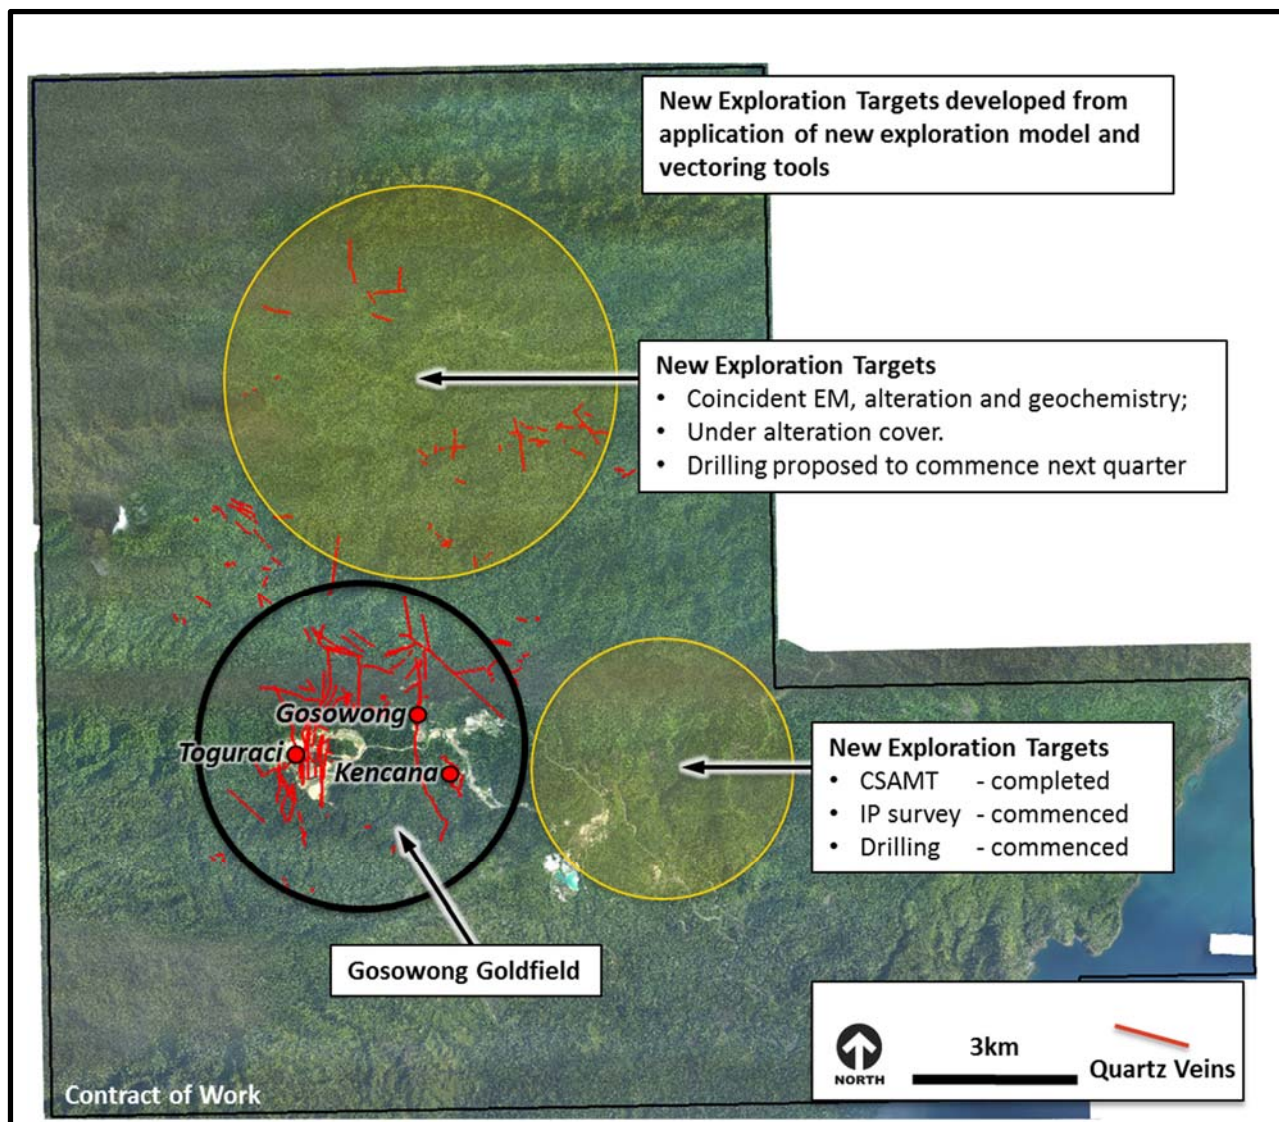 New Exploration Targets developed from
application of new exploration model and
vectoring tools
New Exploration Targets
• Coincident EM, alteration and geochemistry;
• Under alteration cover.
• Drilling proposed to commence next quarter
Gosowong
Toguraci
Kencana
New Exploration Targets
• CSAMT - completed
• IP survey - commenced
• Drilling - commenced
Gosowong Goldfield
3km
NORTH
Quartz Veins
Contract of Work